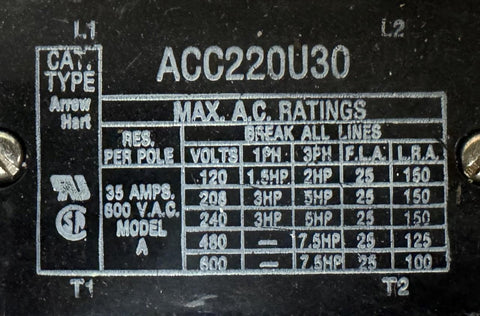 L1 L2
CAT. TYPE ACC220U30
Arrow Hart
MAX. A.C. RATINGS
RES. PER POLE BREAK ALL LINES
VOLTS 1PH 3PH F.L.A. L.R.A.
35 AMPS. 600 V.A.C. MODEL A
120 1.5HP 2HP 25 150
208 3HP 5HP 25 150
240 3HP 5HP 25 150
480 — 7.5HP 25 125
600 — 7.5HP 25 100
T1 T2